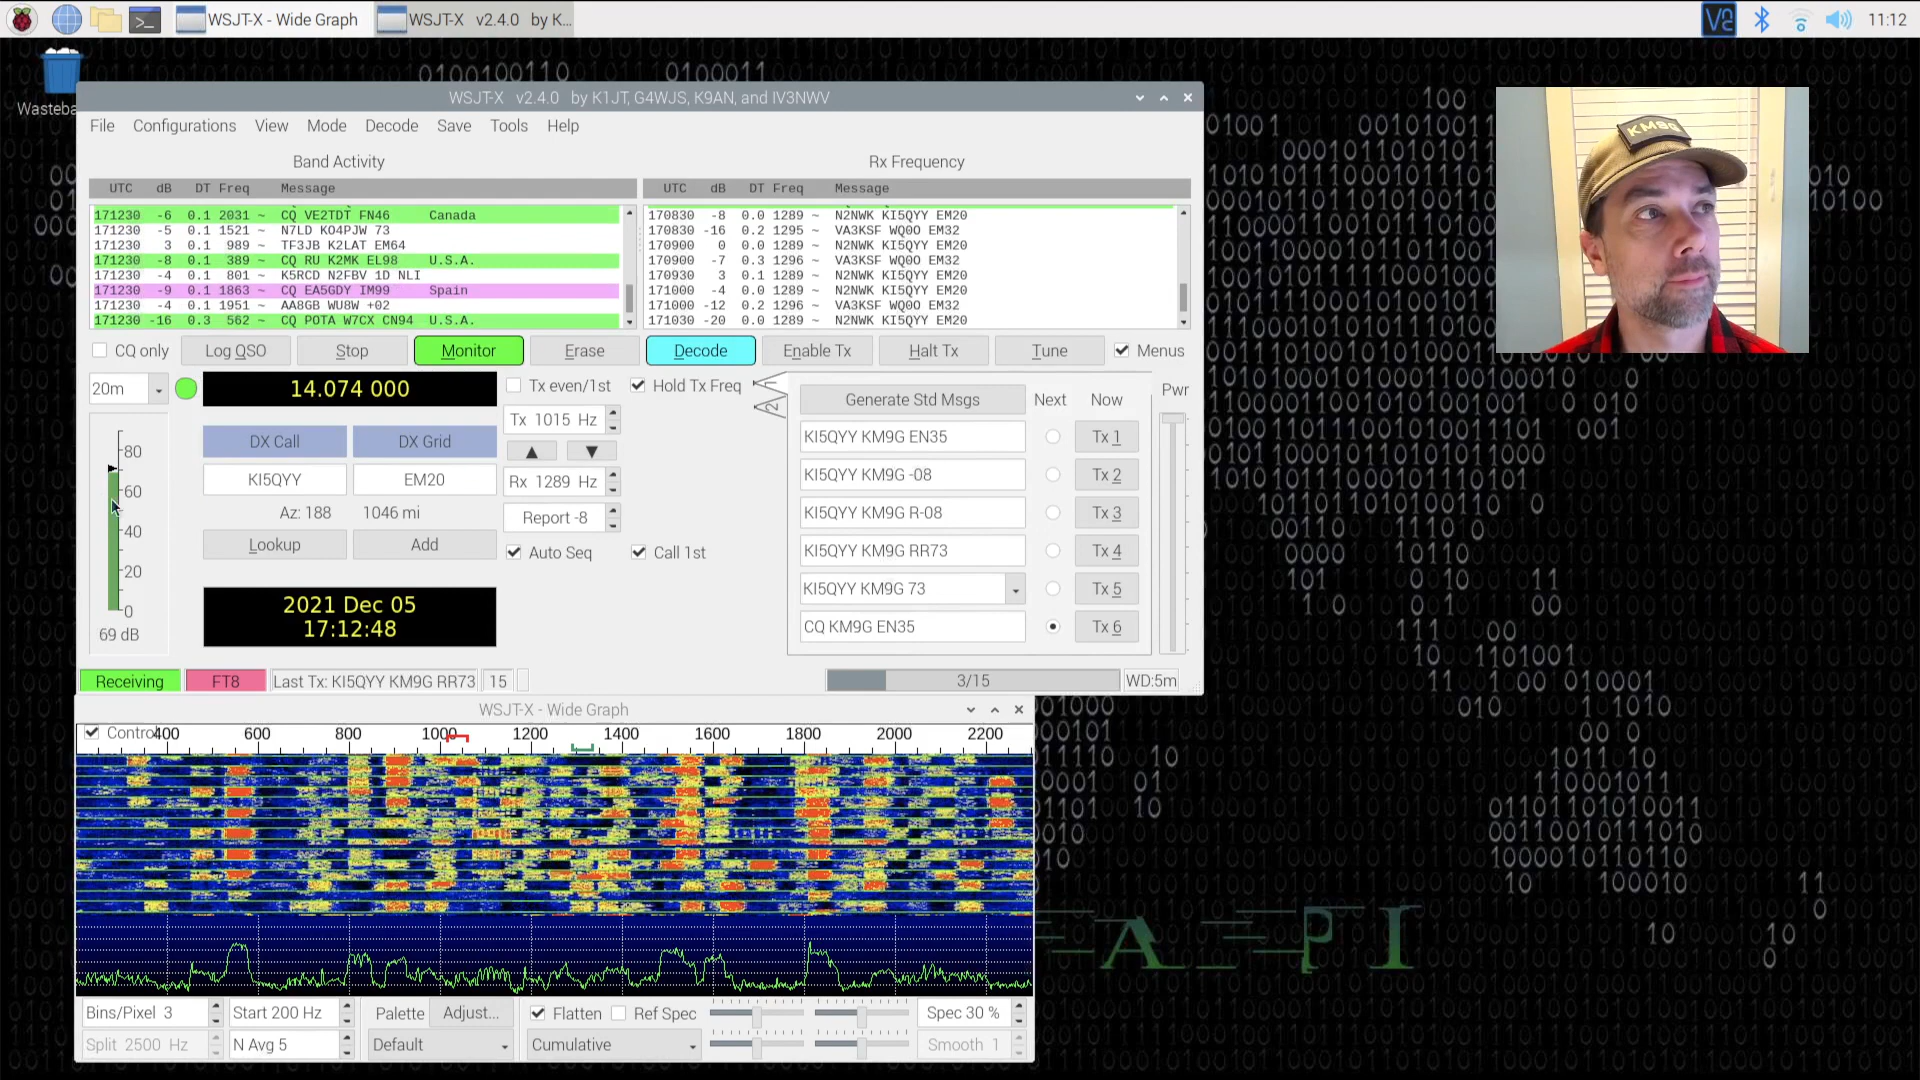 WSJT-X - Wide Graph
WSJT-X v2.4.0 by K...
11:12
Wasteba
WSJT-X v2.4.0 by K1JT, G4WJS, K9AN, and IV3NWV
File Configurations View Mode Decode Save Tools Help
Band Activity
Rx Frequency
UTC dB DT Freq Message
UTC dB DT Freq Message
171230 -6 0.1 2031 ~ CQ VE2TDT FN46 Canada
171230 -5 0.1 1521 ~ N7LD KO4PJW 73
171230 3 0.1 989 ~ TF3JB K2LAT EM64
171230 -8 0.1 389 ~ CQ RU K2MK EL98 U.S.A.
171230 -4 0.1 801 ~ K5RCD N2FBV 1D NLI
171230 -9 0.1 1863 ~ CQ EA5GDY IM99 Spain
171230 -4 0.1 1951 ~ AA8GB WU8W +02
171230 -16 0.3 562 ~ CQ POTA W7CX CN94 U.S.A.
170830 -8 0.0 1289 ~ N2NWK KI5QYY EM20
170830 -16 0.2 1295 ~ VA3KSF WQ0O EM32
170900 0 0.0 1289 ~ N2NWK KI5QYY EM20
170900 -7 0.3 1296 ~ VA3KSF WQ0O EM32
170930 3 0.1 1289 ~ N2NWK KI5QYY EM20
171000 -4 0.0 1289 ~ N2NWK KI5QYY EM20
171000 -12 0.2 1296 ~ VA3KSF WQ0O EM32
171030 -20 0.0 1289 ~ N2NWK KI5QYY EM20
CQ only Log QSO Stop Monitor Erase Decode Enable Tx Halt Tx Tune Menus
20m
14.074 000
Tx even/1st
Hold Tx Freq
Pwr
Tx 1015 Hz
Generate Std Msgs Next Now
DX Call DX Grid
KI5QYY EM20
Rx 1289 Hz
Az: 188 1046 mi
Report -8
Lookup Add
Auto Seq
Call 1st
80
60
40
20
0
69 dB
2021 Dec 05
17:12:48
KI5QYY KM9G EN35 Tx 1
KI5QYY KM9G -08 Tx 2
KI5QYY KM9G R-08 Tx 3
KI5QYY KM9G RR73 Tx 4
KI5QYY KM9G 73 Tx 5
CQ KM9G EN35 Tx 6
Receiving FT8 Last Tx: KI5QYY KM9G RR73 15 3/15 WD:5m
WSJT-X - Wide Graph
Contro 400 600 800 1000 1200 1400 1600 1800 2000 2200
Bins/Pixel 3 Start 200 Hz Palette Adjust... Flatten Ref Spec Spec 30 %
Split 2500 Hz N Avg 5 Default Cumulative Smooth 1
KM9G
A PI